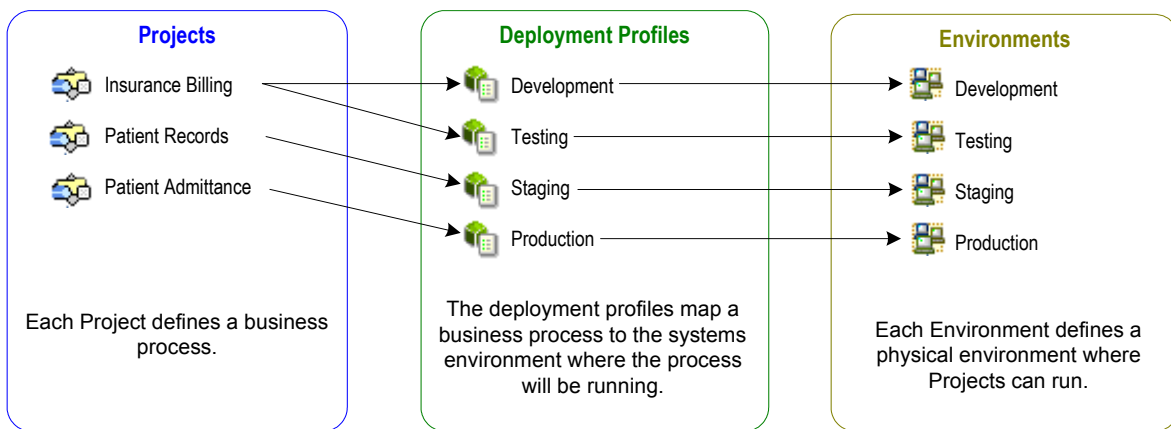 Projects
Insurance Billing
Patient Records
Patient Admittance
Each Project defines a business
process.
Deployment Profiles
Development
Testing
Staging
Production
The deployment profiles map a
business process to the systems
environment where the process
will be running.
Environments
Development
Testing
Staging
Production
Each Environment defines a
physical environment where
Projects can run.